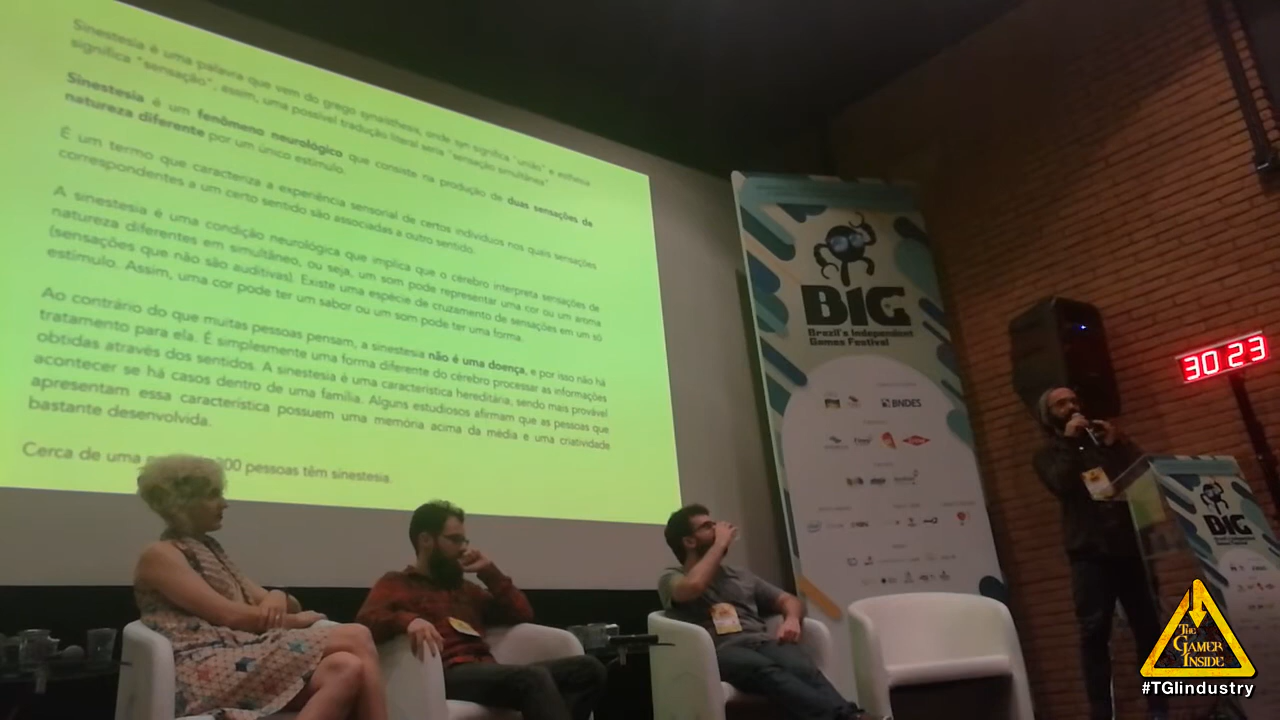 Sinestesia é uma palavra que vem do grego synaisthesis, onde syn significa "união" e esthesia
significa "sensação", assim, uma possível tradução literal seria "sensação simultânea"
Sinestesia é um fenômeno neurológico que consiste na produção de duas sensações de
natureza diferente por um único estímulo.
É um termo que caracteriza a experiência sensorial de certos indivíduos nos quais sensações
correspondentes a um certo sentido são associadas a outro sentido.
A sinestesia é uma condição neurológica que implica que o cérebro interpreta sensações de
natureza diferentes em simultâneo, ou seja, um som pode representar uma cor ou um aroma
(sensações que não são auditivas). Existe uma espécie de cruzamento de sensações em um só
estímulo. Assim, uma cor pode ter um sabor ou um som pode ter uma forma.
Ao contrário do que muitas pessoas pensam, a sinestesia não é uma doença, e por isso não há
tratamento para ela. É simplesmente uma forma diferente do cérebro processar as informações
obtidas através dos sentidos. A sinestesia é uma característica hereditária, sendo mais provável
acontecer se há casos dentro de uma família. Alguns estudiosos afirmam que as pessoas que
apresentam essa característica possuem uma memória acima da média e uma criatividade
bastante desenvolvida.
Cerca de uma pessoas têm sinestesia.
BIG
Brazil's Independent
Games Festival
BNDES
30 23
BIG
Brazil's Independent
Games Festival
THE
GAMER
INSIDE
#TGIindustry